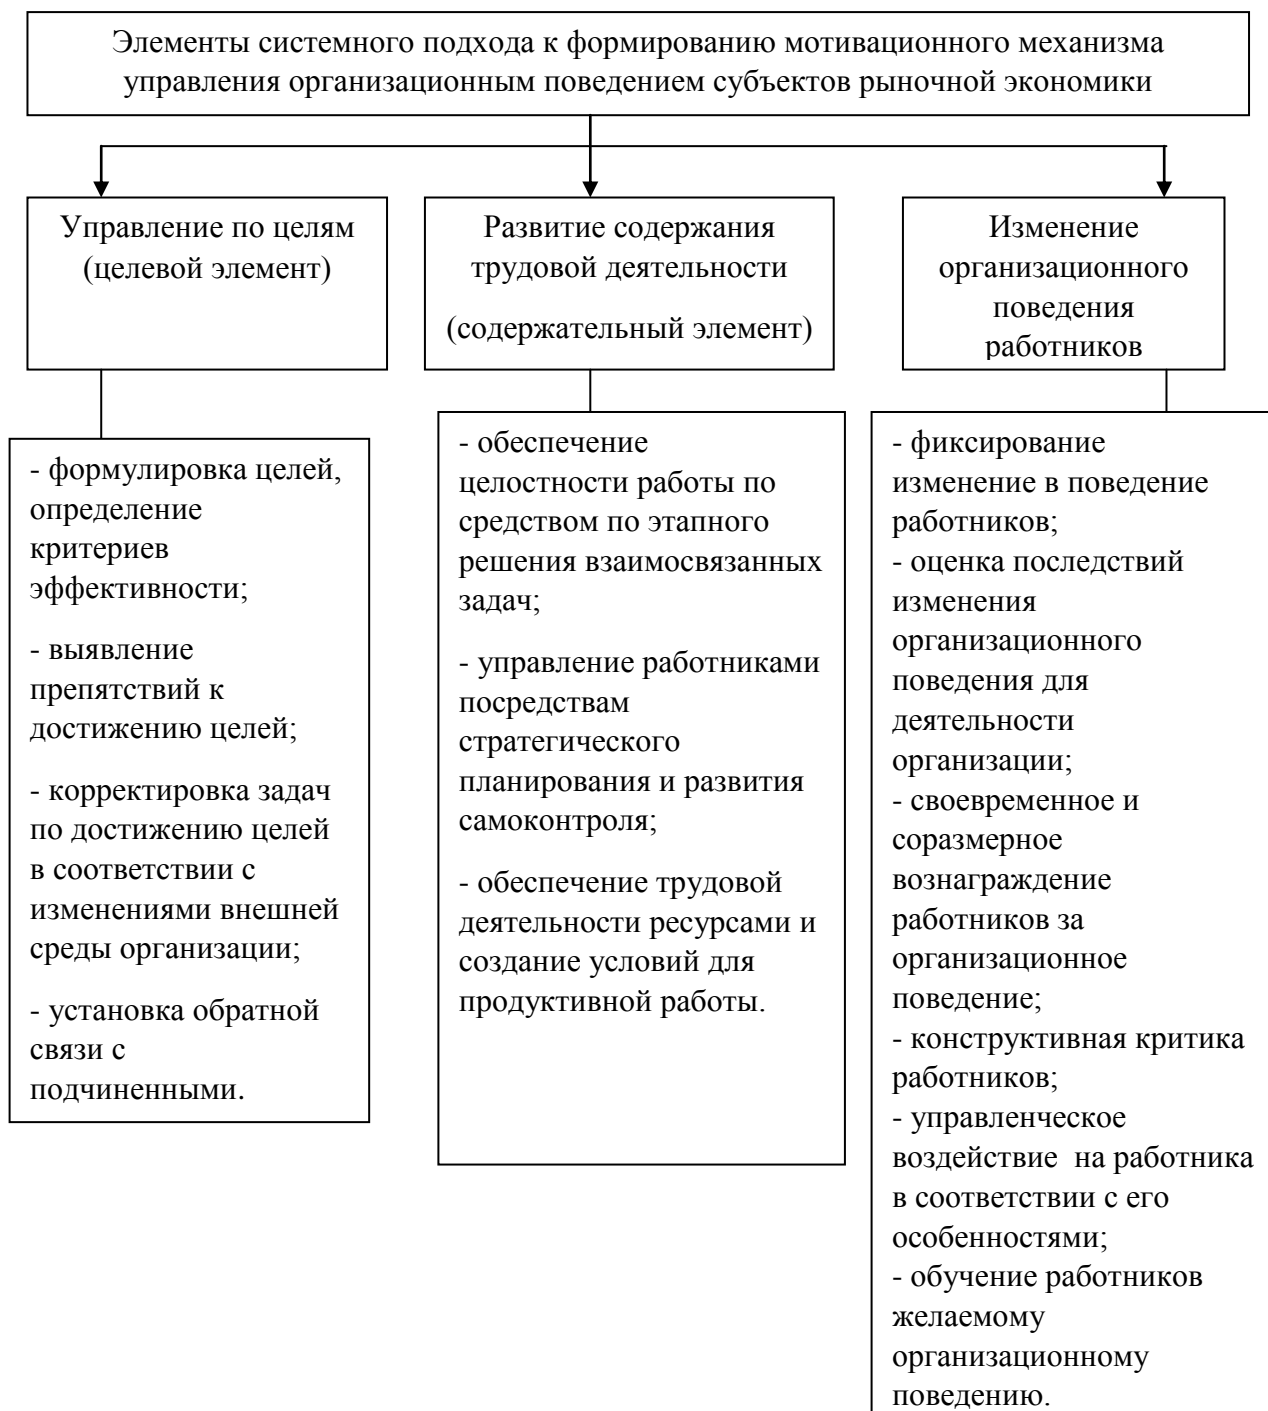 Элементы системного подхода к формированию мотивационного механизма
управления организационным поведением субъектов рыночной экономики
Управление по целям
(целевой элемент)
Развитие содержания
трудовой деятельности
(содержательный элемент)
Изменение
организационного
поведения
работников
- формулировка целей,
определение
критериев
эффективности;
- выявление
препятствий к
достижению целей;
- корректировка задач
по достижению целей
в соответствии с
изменениями внешней
среды организации;
- установка обратной
связи с
подчиненными.
- обеспечение
целостности работы по
средством по этапного
решения взаимосвязанных
задач;
- управление работниками
посредствам
стратегического
планирования и развития
самоконтроля;
- обеспечение трудовой
деятельности ресурсами и
создание условий для
продуктивной работы.
- фиксирование
изменение в поведение
работников;
- оценка последствий
изменения
организационного
поведения для
деятельности
организации;
- своевременное и
соразмерное
вознаграждение
работников за
организационное
поведение;
- конструктивная критика
работников;
- управленческое
воздействие  на работника
в соответствии с его
особенностями;
- обучение работников
желаемому
организационному
поведению.